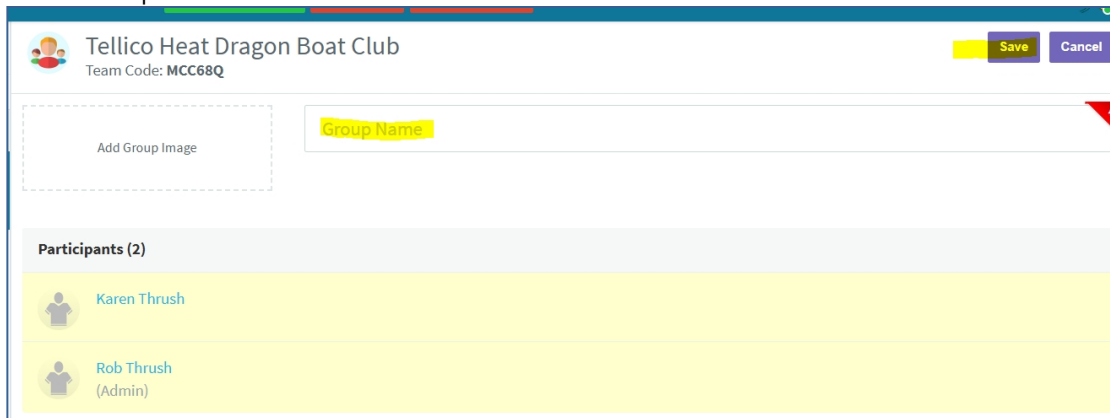 Tellico Heat Dragon Boat Club
Save Cancel
Team Code: MCC68Q
Add Group Image
Group Name
Participants (2)
Karen Thrush
Rob Thrush
(Admin)